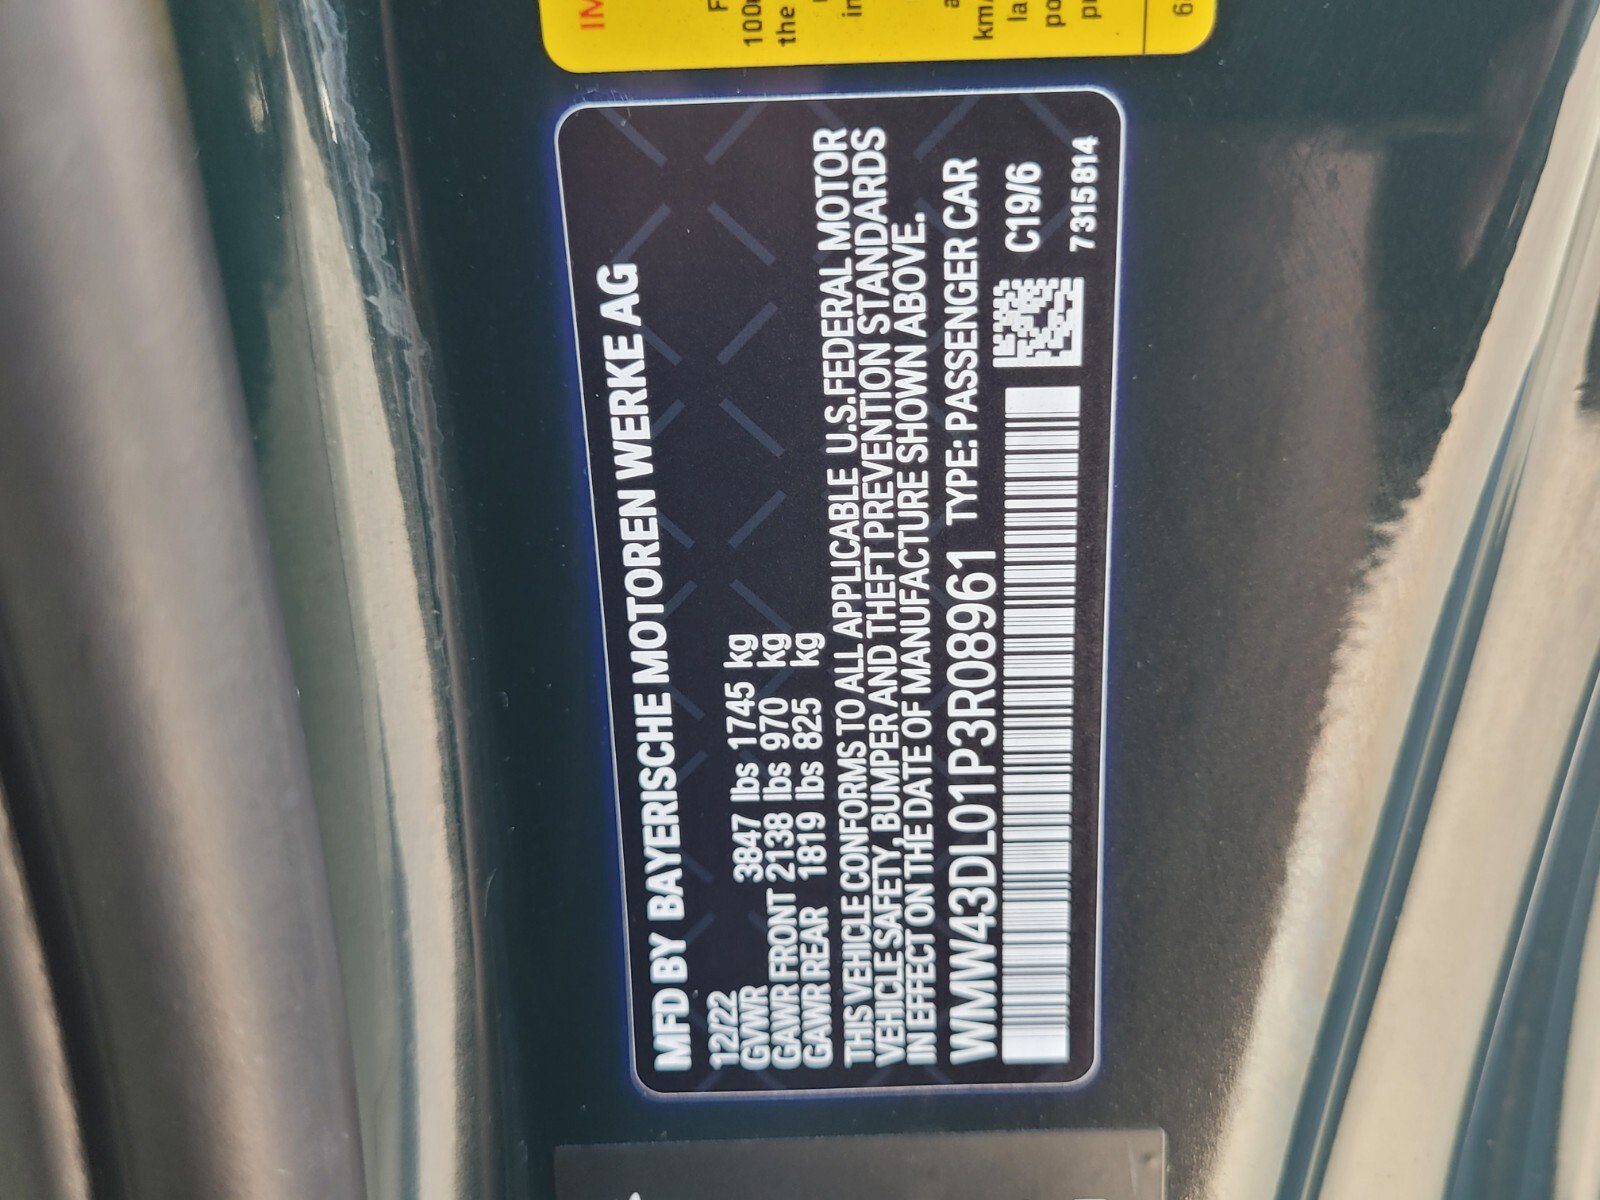 MFD BY BAYERISCHE MOTOREN WERKE AG
12/22
GVWR 3847 lbs 1745 kg
GAWR FRONT 2138 lbs 970 kg
GAWR REAR 1819 lbs 825 kg
THIS VEHICLE CONFORMS TO ALL APPLICABLE U.S.FEDERAL MOTOR
VEHICLE SAFETY, BUMPER AND THEFT PREVENTION STANDARDS
IN EFFECT ON THE DATE OF MANUFACTURE SHOWN ABOVE.
WMW43DL01P3R08961 TYPE: PASSENGER CAR
C19/6
7315814